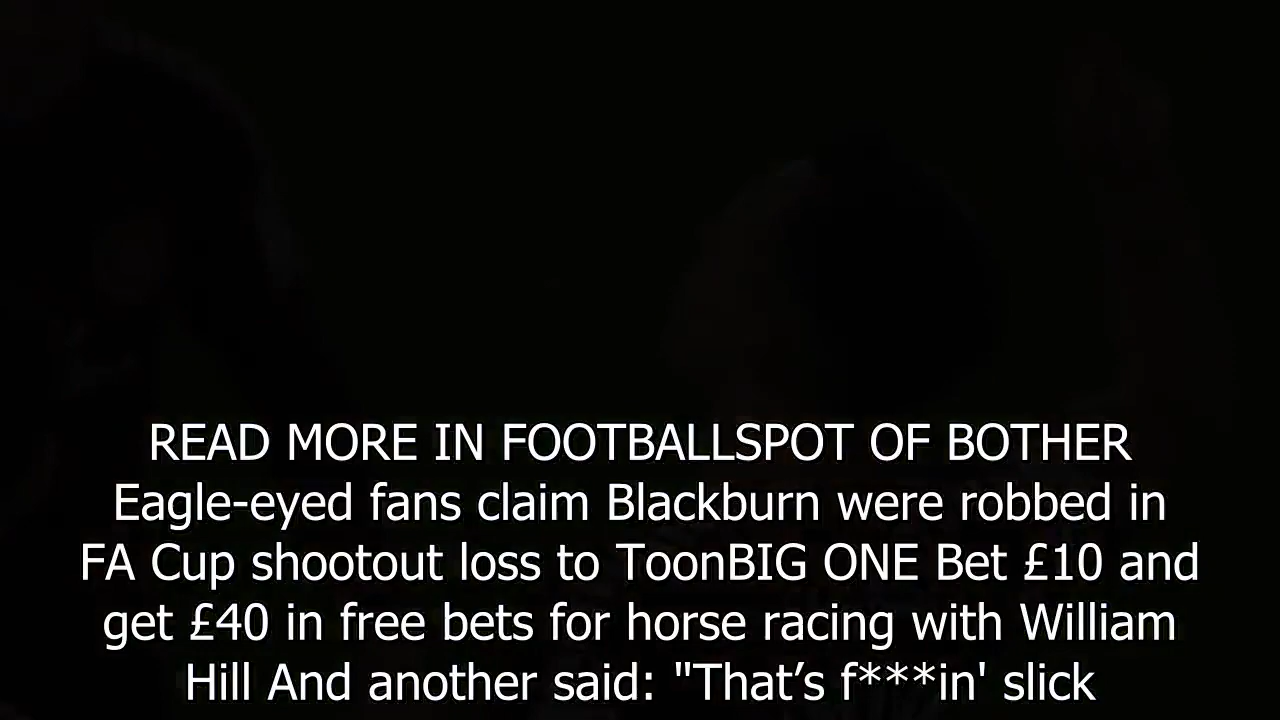 READ MORE IN FOOTBALLSPOT OF BOTHER
Eagle-eyed fans claim Blackburn were robbed in
FA Cup shootout loss to ToonBIG ONE Bet £10 and
get £40 in free bets for horse racing with William
Hill And another said: "That’s f***in' slick